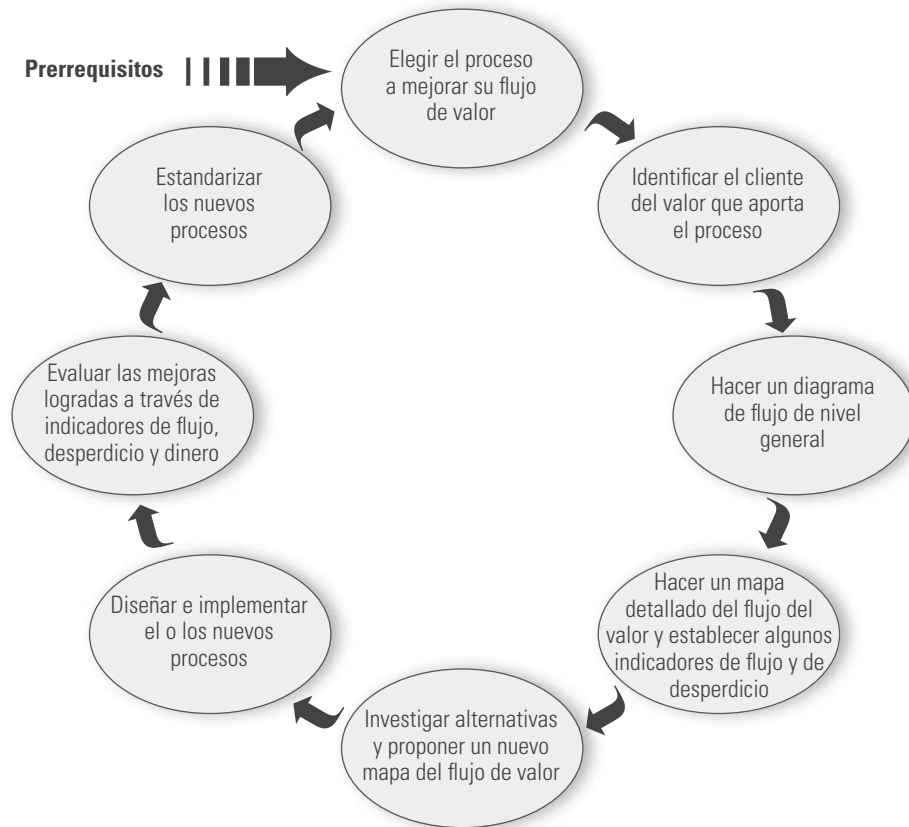 Prerrequisitos
Elegir el proceso
a mejorar su flujo
de valor
Identificar el cliente
del valor que aporta
el proceso
Hacer un diagrama
de flujo de nivel
general
Hacer un mapa
detallado del flujo del
valor y establecer algunos
indicadores de flujo y de
desperdicio
Investigar alternativas
y proponer un nuevo
mapa del flujo de valor
Diseñar e implementar
el o los nuevos
procesos
Evaluar las mejoras
logradas a través de
indicadores de flujo,
desperdicio y dinero
Estandarizar
los nuevos
procesos